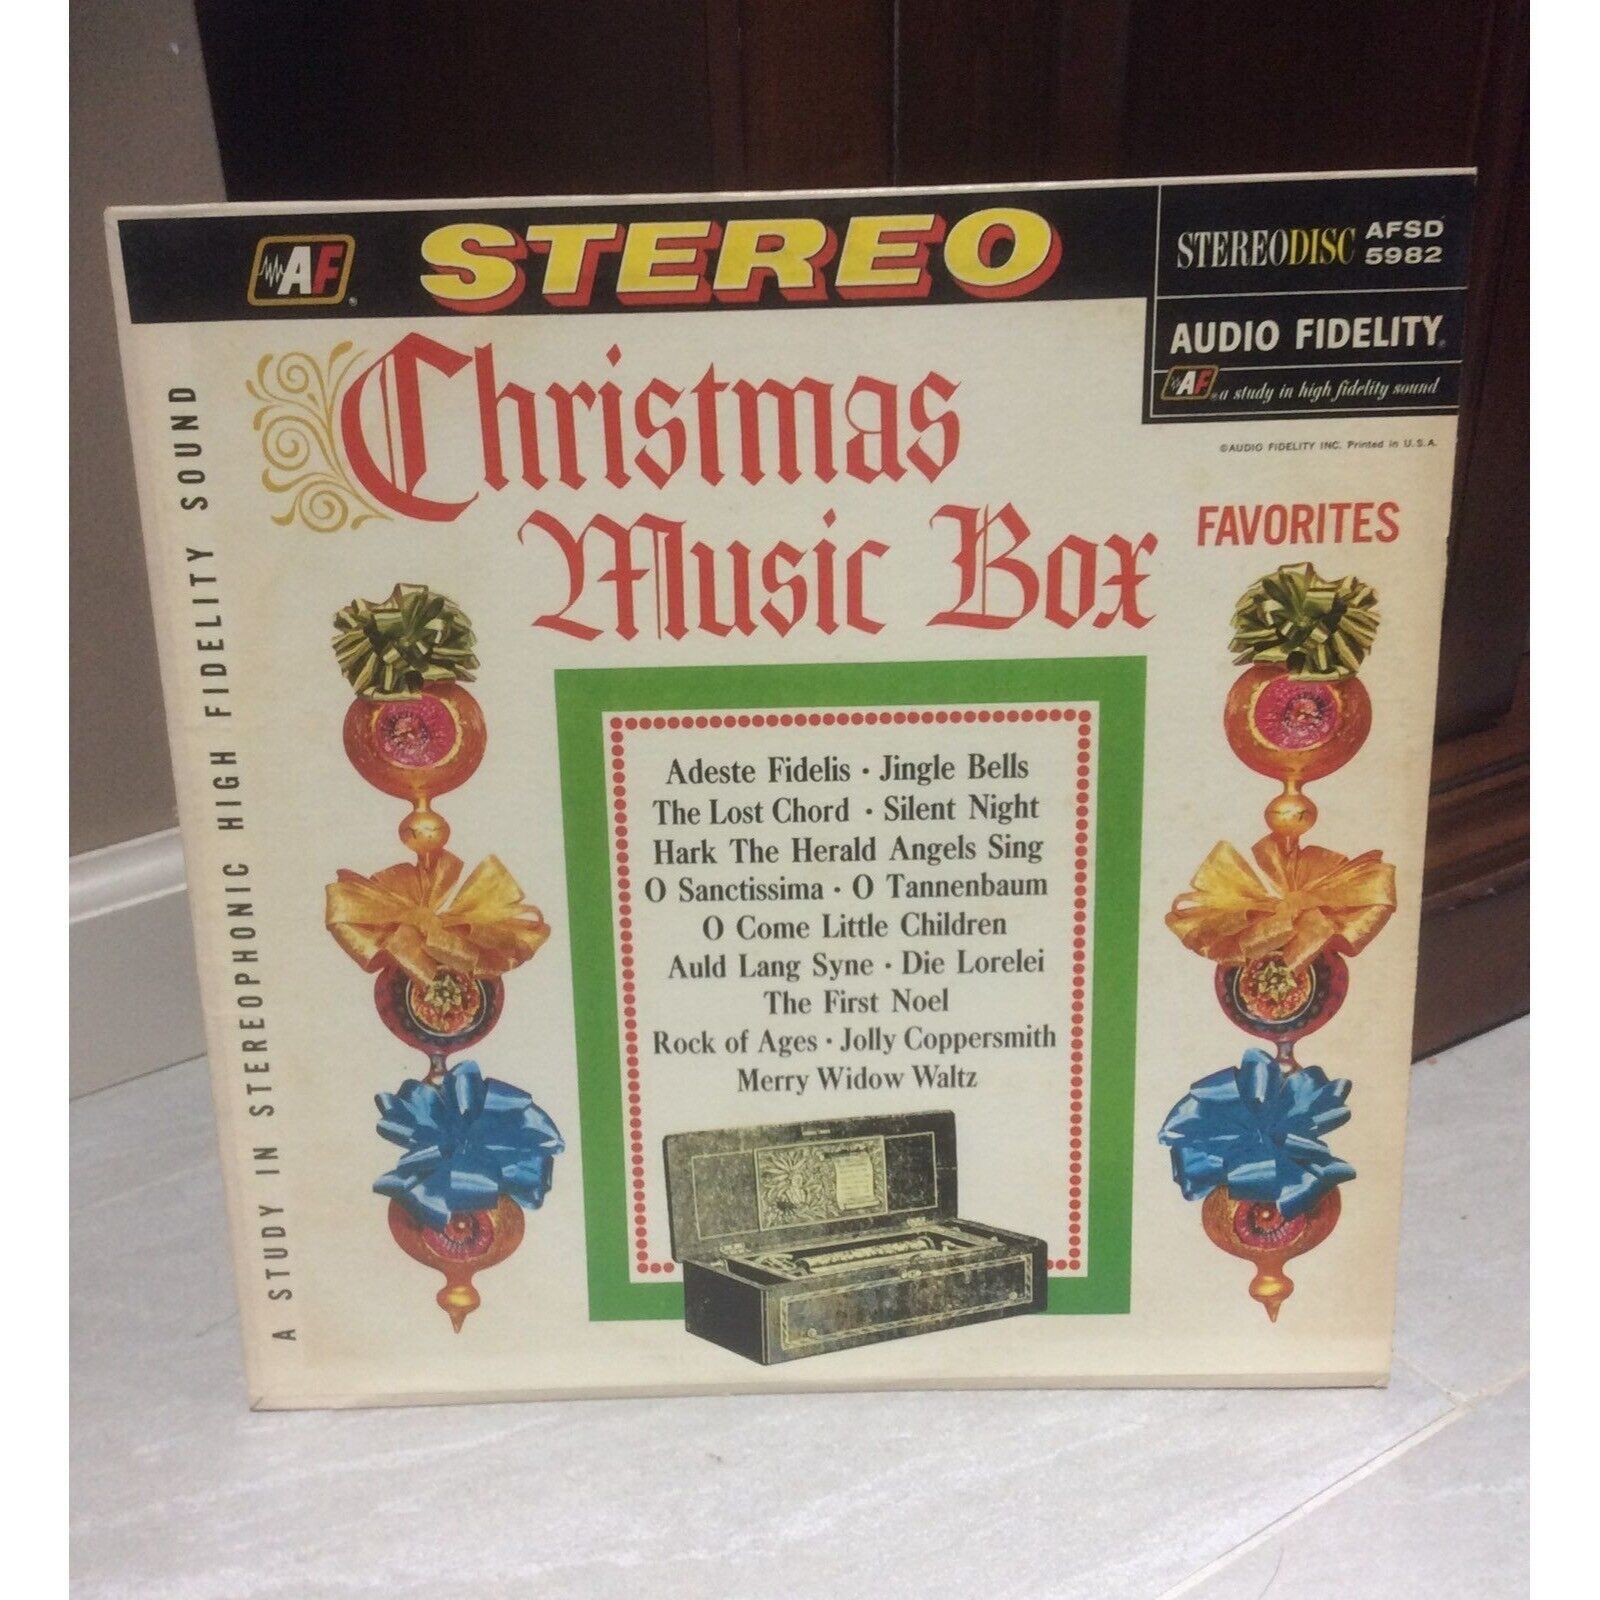 AF ®
STEREO
STEREODISC AFSD 5982
AUDIO FIDELITY®
AF ® a study in high fidelity sound
©AUDIO FIDELITY INC. Printed in U.S.A.
Christmas
Music Box FAVORITES
A STUDY IN STEREOPHONIC HIGH FIDELITY SOUND
Adeste Fidelis · Jingle Bells
The Lost Chord · Silent Night
Hark The Herald Angels Sing
O Sanctissima · O Tannenbaum
O Come Little Children
Auld Lang Syne · Die Lorelei
The First Noel
Rock of Ages · Jolly Coppersmith
Merry Widow Waltz